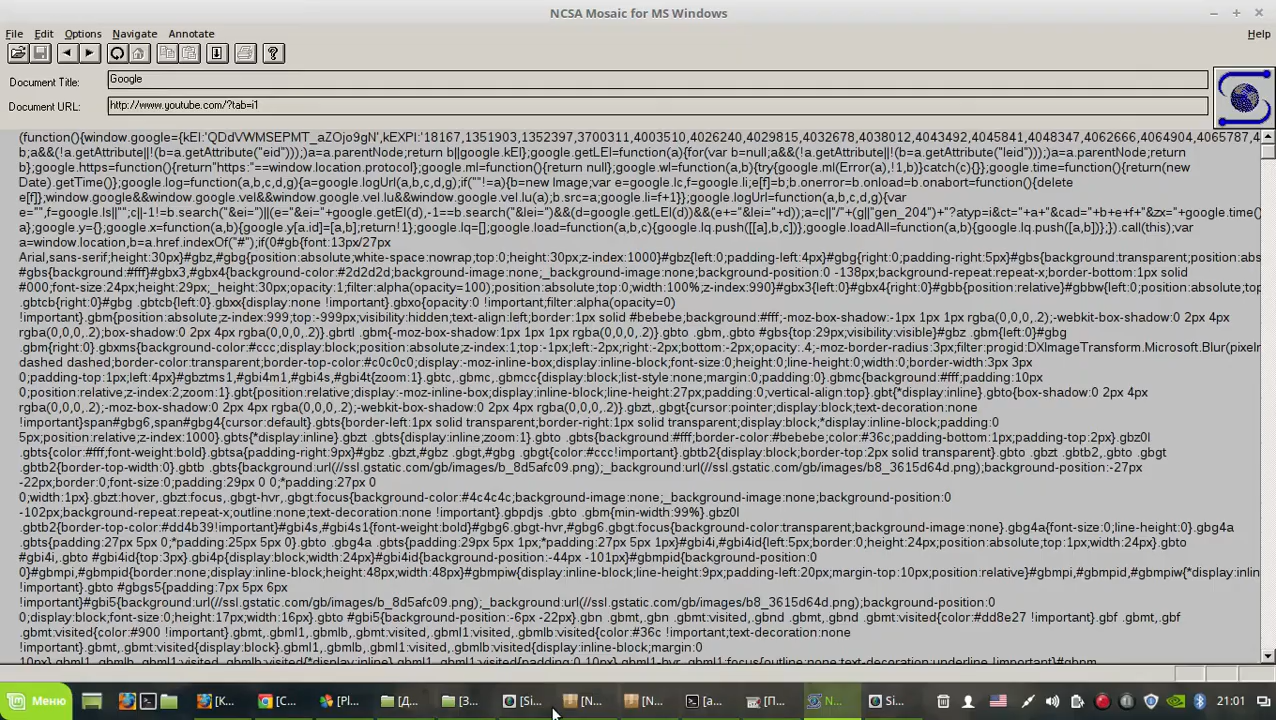 NCSA Mosaic for MS Windows
File Edit Options Navigate Annotate Help
Document Title: Google
Document URL: http://www.youtube.com/?tab=i1
(function(){window.google={kEI:'QDdVWMSEPMT_aZOjo9gN',kEXPI:'18167,1351903,1352397,3700311,4003510,4026240,4029815,4032678,4038012,4043492,4045841,4048347,4062666,4064904,4065787,4
b;a&&(!a.getAttribute||!(b=a.getAttribute("eid")));)a=a.parentNode;return b||google.kEI};google.getLEI=function(a){for(var b=null;a&&(!a.getAttribute||!(b=a.getAttribute("leid")));)a=a.parentNode;return
b};google.https=function(){return"https:"==window.location.protocol};google.ml=function(){return null};google.wl=function(a,b){try{google.ml(Error(a),!1,b)}catch(c){}};google.time=function(){return(new
Date).getTime()};google.log=function(a,b,c,d,g){a=google.logUrl(a,b,c,d,g);if(""!=a){b=new Image;var e=google.lc,f=google.li;e[f]=b;b.onerror=b.onload=b.onabort=function(){delete
e[f]};window.google&&window.google.vel&&window.google.vel.lu&&window.google.vel.lu(a);b.src=a;google.li=f+1}};google.logUrl=function(a,b,c,d,g){var
e="",f=google.ls||"";c||-1!=b.search("&ei=")||(e="&ei="+google.getEI(d),-1==b.search("&lei=")&&(d=google.getLEI(d))&&(e+="&lei="+d));a=c||"/"+(g||"gen_204")+"?atyp=i&ct="+a+"&cad="+b+e+f+"&zx="+google.time()
a};google.y={};google.x=function(a,b){google.y[a.id]=[a,b];return!1};google.lq=[];google.load=function(a,b,c){google.lq.push([[a],b,c])};google.loadAll=function(a,b){google.lq.push([a,b])};}).call(this);var
a=window.location,b=a.href.indexOf("#");if(0#gb{font:13px/27px
Arial,sans-serif;height:30px}#gbz,#gbg{position:absolute;white-space:nowrap;top:0;height:30px;z-index:1000}#gbz{left:0;padding-left:4px}#gbg{right:0;padding-right:5px}#gbs{background:transparent;position:abs
#gbs{background:#fff}#gbx3,#gbx4{background-color:#2d2d2d;background-image:none;_background-image:none;background-position:0 -138px;background-repeat:repeat-x;border-bottom:1px solid
#000;font-size:24px;height:29px;_height:30px;opacity:1;filter:alpha(opacity=100);position:absolute;top:0;width:100%;z-index:990}#gbx3{left:0}#gbx4{right:0}#gbb{position:relative}#gbbw{left:0;position:absolute;top
.gbtcb{right:0}#gbg .gbtcb{left:0}.gbxx{display:none !important}.gbxo{opacity:0 !important;filter:alpha(opacity=0)
!important}.gbm{position:absolute;z-index:999;top:-999px;visibility:hidden;text-align:left;border:1px solid #bebebe;background:#fff;-moz-box-shadow:-1px 1px 1px rgba(0,0,0,.2);-webkit-box-shadow:0 2px 4px
rgba(0,0,0,.2);box-shadow:0 2px 4px rgba(0,0,0,.2)}.gbrtl .gbm{-moz-box-shadow:1px 1px 1px rgba(0,0,0,.2)}.gbto .gbm,.gbto #gbs{top:29px;visibility:visible}#gbz .gbm{left:0}#gbg
.gbm{right:0}.gbxms{background-color:#ccc;display:block;position:absolute;z-index:1;top:-1px;left:-2px;right:-2px;bottom:-2px;opacity:.4;-moz-border-radius:3px;filter:progid:DXImageTransform.Microsoft.Blur(pixelr
dashed dashed;border-color:transparent;border-top-color:#c0c0c0;display:-moz-inline-box;display:inline-block;font-size:0;height:0;line-height:0;width:0;border-width:3px 3px
0;padding-top:1px;left:4px}#gbztms1,#gbi4m1,#gbi4s,#gbi4t{zoom:1}.gbtc,.gbmc,.gbmcc{display:block;list-style:none;margin:0;padding:0}.gbmc{background:#fff;padding:10px
0;position:relative;z-index:2;zoom:1}.gbt{position:relative;display:-moz-inline-box;display:inline-block;line-height:27px;padding:0;vertical-align:top}.gbt{*display:inline}.gbto{box-shadow:0 2px 4px
rgba(0,0,0,.2);-moz-box-shadow:0 2px 4px rgba(0,0,0,.2);-webkit-box-shadow:0 2px 4px rgba(0,0,0,.2)}.gbzt,.gbgt{cursor:pointer;display:block;text-decoration:none
!important}span#gbg6,span#gbg4{cursor:default}.gbts{border-left:1px solid transparent;border-right:1px solid transparent;display:block;*display:inline-block;padding:0
5px;position:relative;z-index:1000}.gbts{*display:inline}.gbzt .gbts{display:inline;zoom:1}.gbto .gbts{background:#fff;border-color:#bebebe;color:#36c;padding-bottom:1px;padding-top:2px}.gbz0l
.gbts{color:#fff;font-weight:bold}.gbtsa{padding-right:9px}#gbz .gbzt,#gbz .gbgt,#gbg .gbgt{color:#ccc!important}.gbtb2{display:block;border-top:2px solid transparent}.gbto .gbzt .gbtb2,.gbto .gbgt
.gbtb2{border-top-width:0}.gbtb .gbts{background:url(//ssl.gstatic.com/gb/images/b_8d5afc09.png);_background:url(//ssl.gstatic.com/gb/images/b8_3615d64d.png);background-position:-27px
-22px;border:0;font-size:0;padding:29px 0 0;*padding:27px 0
0;width:1px}.gbzt:hover,.gbzt:focus,.gbgt-hvr,.gbgt:focus{background-color:#4c4c4c;background-image:none;_background-image:none;background-position:0
-102px;background-repeat:repeat-x;outline:none;text-decoration:none !important}.gbpdjs .gbto .gbm{min-width:99%}.gbz0l
.gbtb2{border-top-color:#dd4b39!important}#gbi4s,#gbi4s1{font-weight:bold}#gbg6.gbgt-hvr,#gbg6.gbgt:focus{background-color:transparent;background-image:none}.gbg4a{font-size:0;line-height:0}.gbg4a
.gbts{padding:27px 5px 0;*padding:25px 5px 0}.gbto .gbg4a .gbts{padding:29px 5px 1px;*padding:27px 5px 1px}#gbi4i,#gbi4id{left:5px;border:0;height:24px;position:absolute;top:1px;width:24px}.gbto
#gbi4i,.gbto #gbi4id{top:3px}.gbi4p{display:block;width:24px}#gbi4id{background-position:-44px -101px}#gbmpid{background-position:0
0}#gbmpi,#gbmpid{border:none;display:inline-block;height:48px;width:48px}#gbmpiw{display:inline-block;line-height:9px;padding-left:20px;margin-top:10px;position:relative}#gbmpi,#gbmpid,#gbmpiw{*display:inline
!important}.gbto #gbgs5{padding:7px 5px 6px
!important}#gbi5{background:url(//ssl.gstatic.com/gb/images/b_8d5afc09.png);_background:url(//ssl.gstatic.com/gb/images/b8_3615d64d.png);background-position:0
0;display:block;font-size:0;height:17px;width:16px}.gbto #gbi5{background-position:-6px -22px}.gbn .gbmt,.gbn .gbmt:visited,.gbnd .gbmt,.gbnd .gbmt:visited{color:#dd8e27 !important}.gbf .gbmt,.gbf
.gbmt:visited{color:#900 !important}.gbmt,.gbml1,.gbmlb,.gbmt:visited,.gbml1:visited,.gbmlb:visited{color:#36c !important;text-decoration:none
!important}.gbmt,.gbmt:visited{display:block}.gbml1,.gbmlb,.gbml1:visited,.gbmlb:visited{display:inline-block;margin:0
10px}.gbml1,.gbmlb,.gbml1:visited,.gbmlb:visited{*display:inline}.gbml1,.gbml1:visited{padding:0 10px}.gbml1-hvr,.gbml1:focus{outline:none;text-decoration:underline !important}#gbpm
Меню [K... [C... [Pl... [Д... [З... [Si... [N... [N... [a... [П... N... Si... 21:01